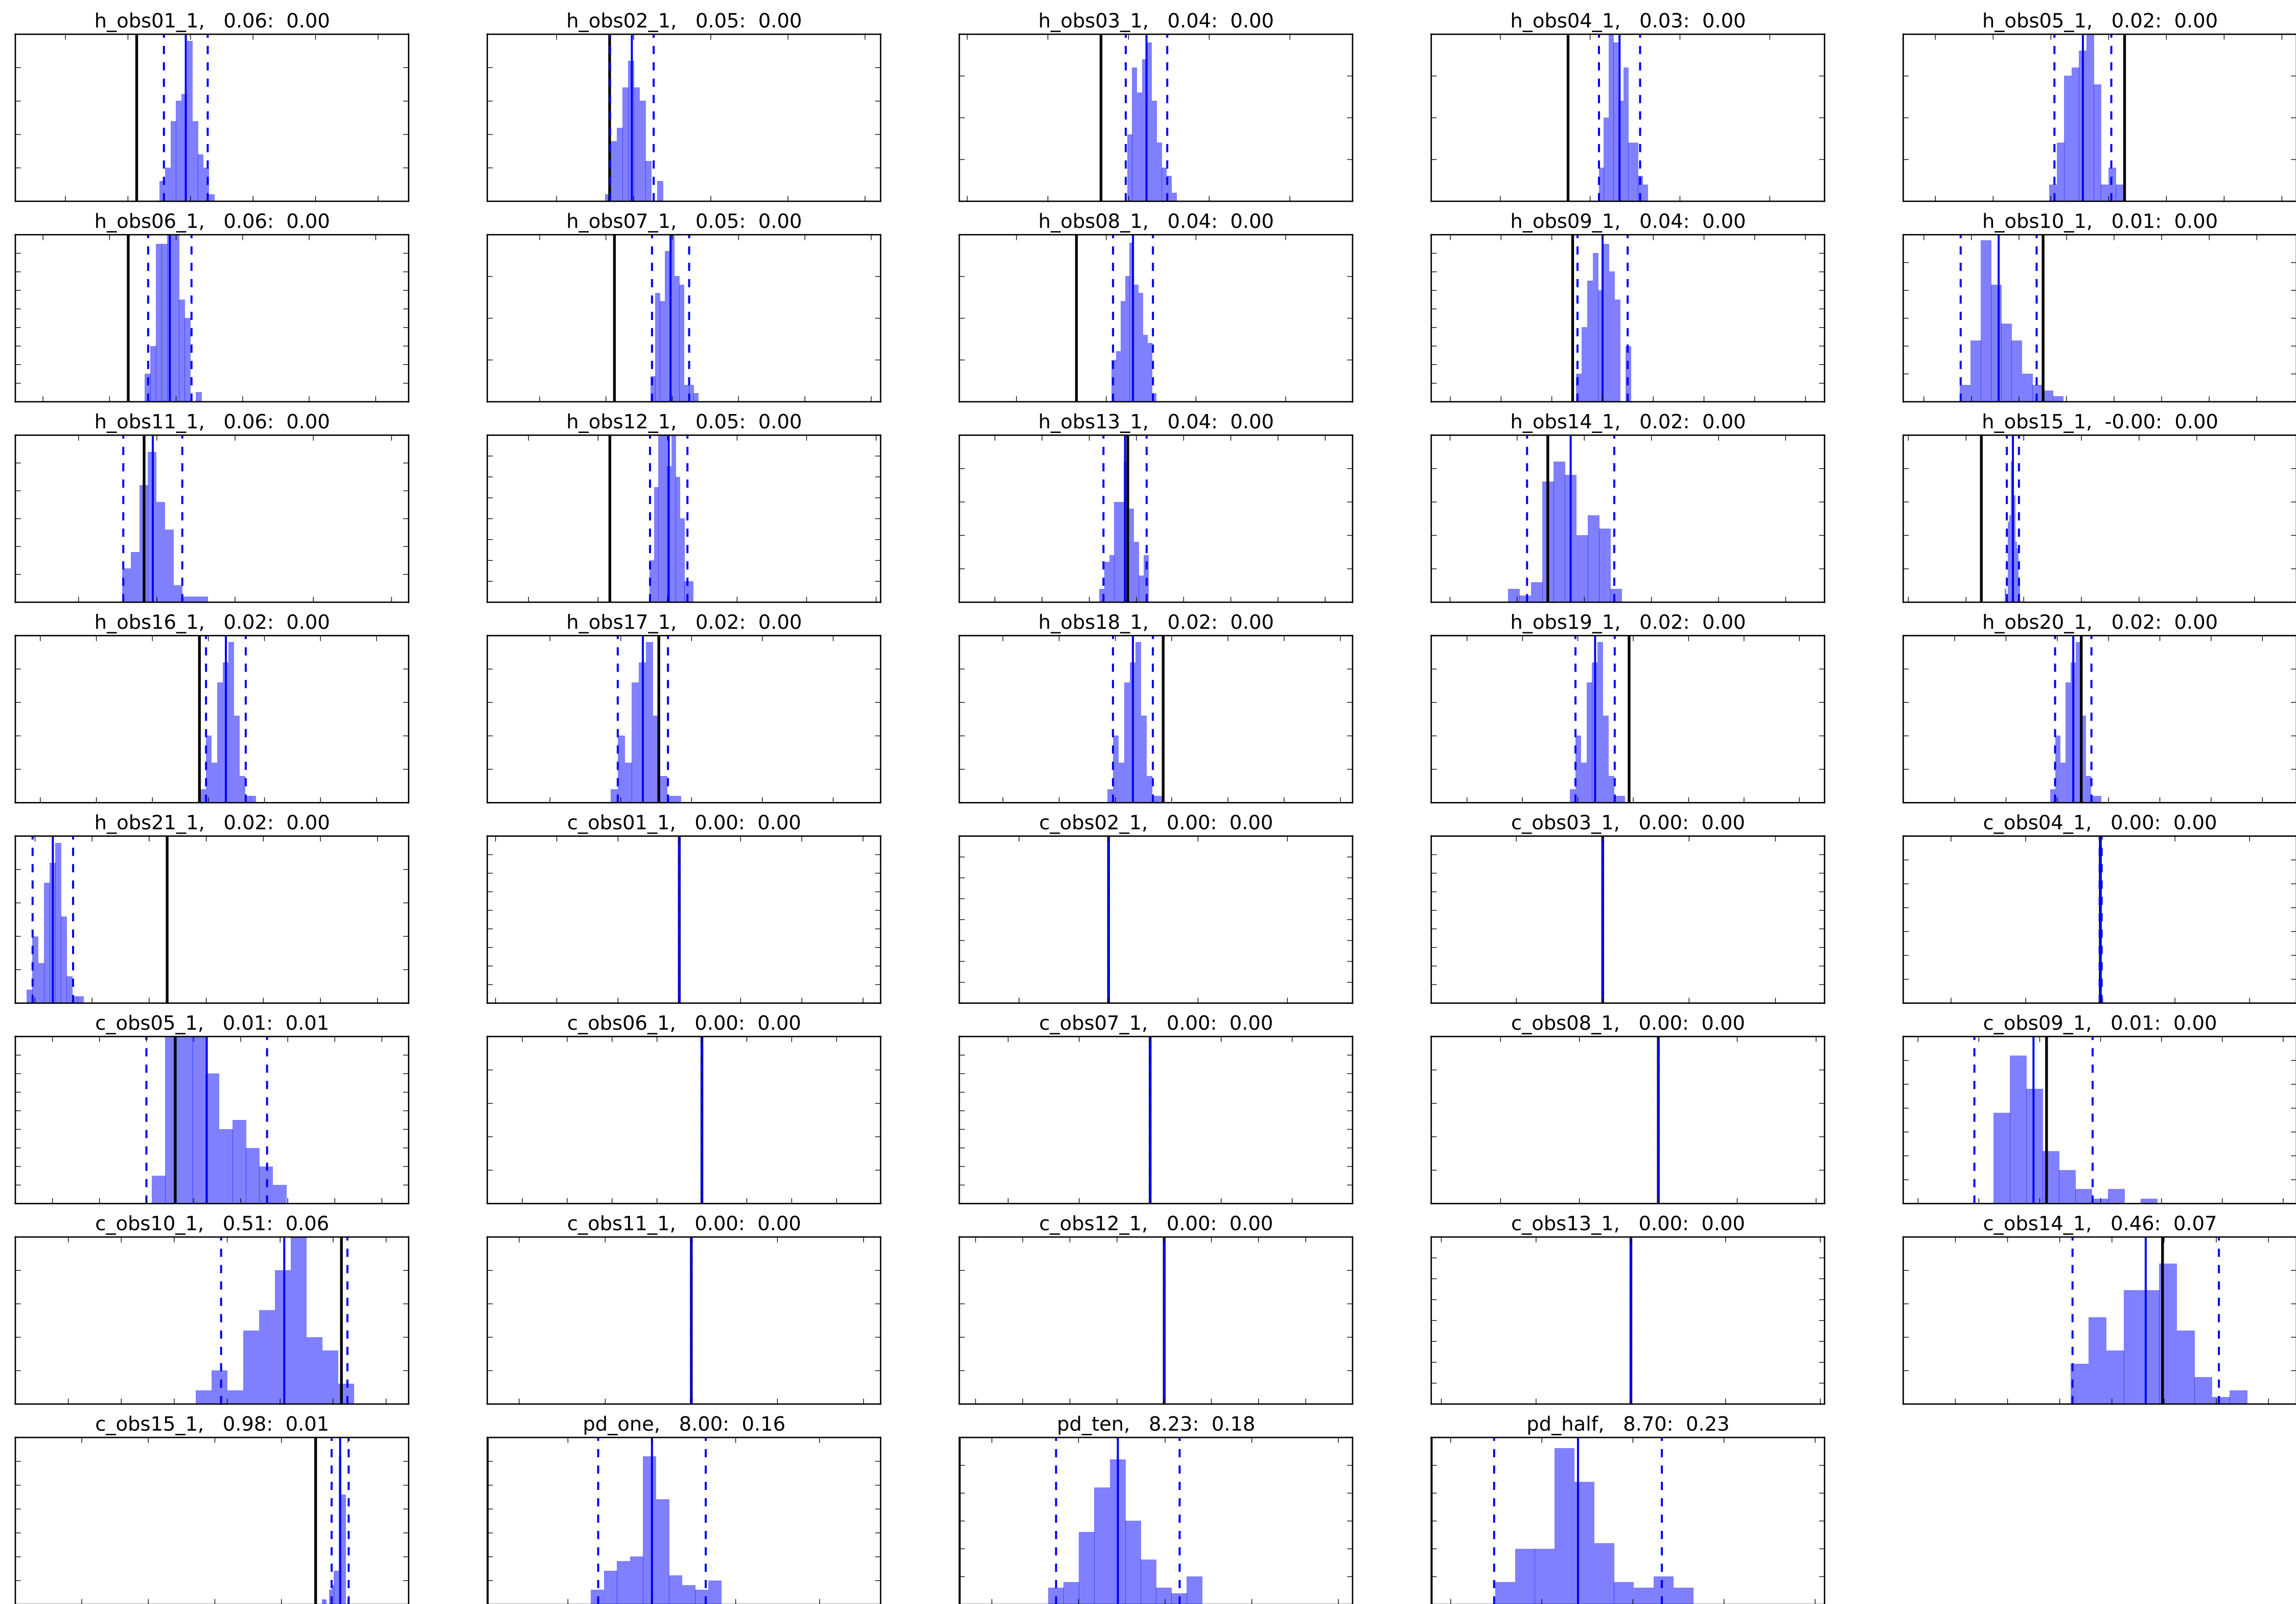 h_obs01_1, 0.06: 0.00
h_obs02_1, 0.05: 0.00
h_obs03_1, 0.04: 0.00
h_obs04_1, 0.03: 0.00
h_obs05_1, 0.02: 0.00
h_obs06_1, 0.06: 0.00
h_obs07_1, 0.05: 0.00
h_obs08_1, 0.04: 0.00
h_obs09_1, 0.04: 0.00
h_obs10_1, 0.01: 0.00
h_obs11_1, 0.06: 0.00
h_obs12_1, 0.05: 0.00
h_obs13_1, 0.04: 0.00
h_obs14_1, 0.02: 0.00
h_obs15_1, -0.00: 0.00
h_obs16_1, 0.02: 0.00
h_obs17_1, 0.02: 0.00
h_obs18_1, 0.02: 0.00
h_obs19_1, 0.02: 0.00
h_obs20_1, 0.02: 0.00
h_obs21_1, 0.02: 0.00
c_obs01_1, 0.00: 0.00
c_obs02_1, 0.00: 0.00
c_obs03_1, 0.00: 0.00
c_obs04_1, 0.00: 0.00
c_obs05_1, 0.01: 0.01
c_obs06_1, 0.00: 0.00
c_obs07_1, 0.00: 0.00
c_obs08_1, 0.00: 0.00
c_obs09_1, 0.01: 0.00
c_obs10_1, 0.51: 0.06
c_obs11_1, 0.00: 0.00
c_obs12_1, 0.00: 0.00
c_obs13_1, 0.00: 0.00
c_obs14_1, 0.46: 0.07
c_obs15_1, 0.98: 0.01
pd_one, 8.00: 0.16
pd_ten, 8.23: 0.18
pd_half, 8.70: 0.23